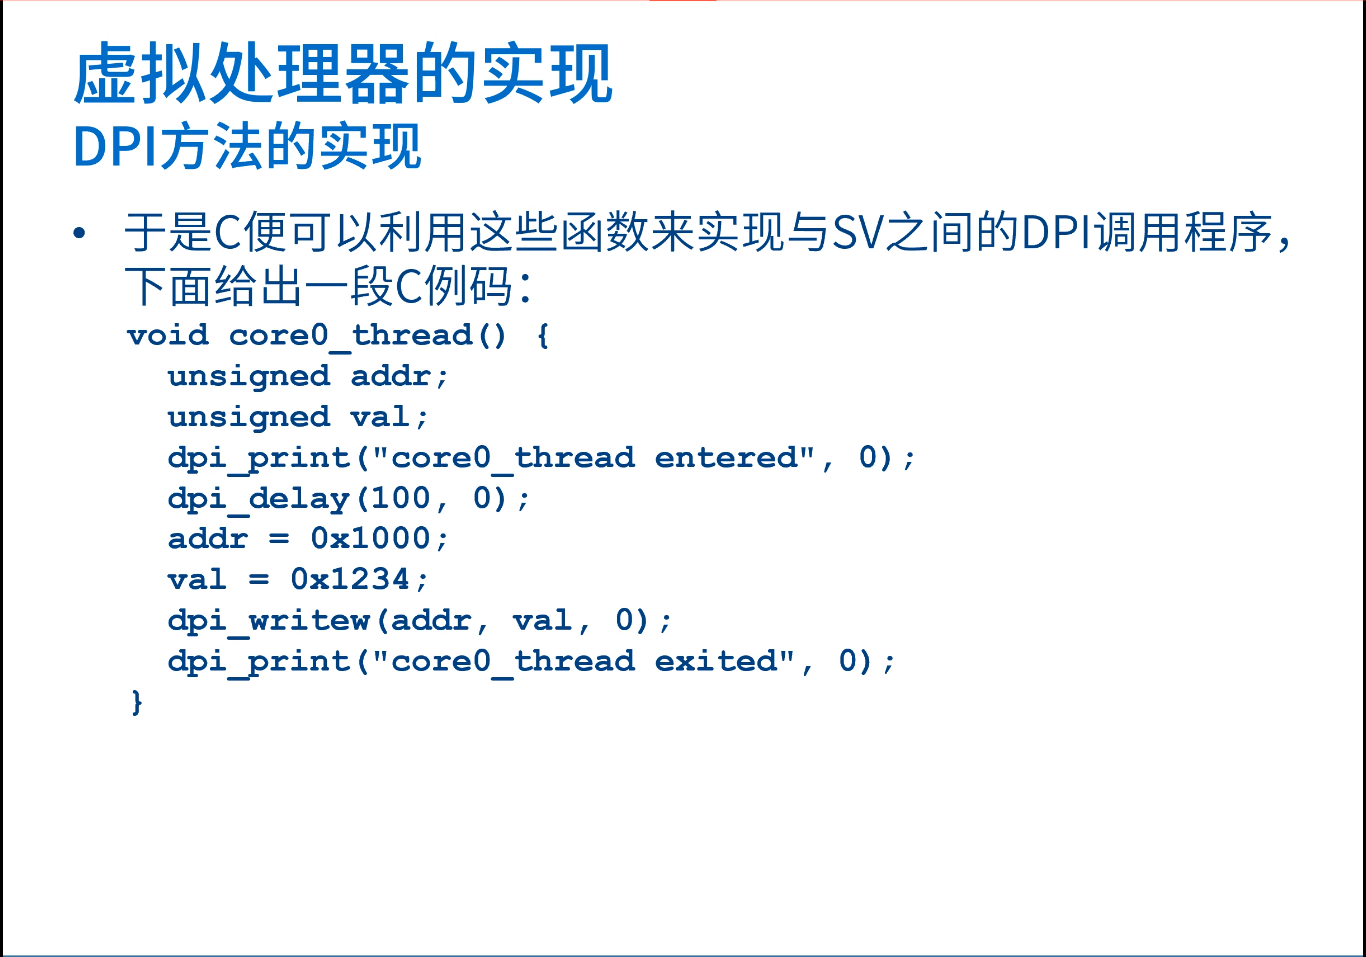 虚拟处理器的实现
DPI方法的实现
• 于是C便可以利用这些函数来实现与SV之间的DPI调用程序，
下面给出一段C例码：
void core0_thread() {
  unsigned addr;
  unsigned val;
  dpi_print("core0_thread entered", 0);
  dpi_delay(100, 0);
  addr = 0x1000;
  val = 0x1234;
  dpi_writew(addr, val, 0);
  dpi_print("core0_thread exited", 0);
}